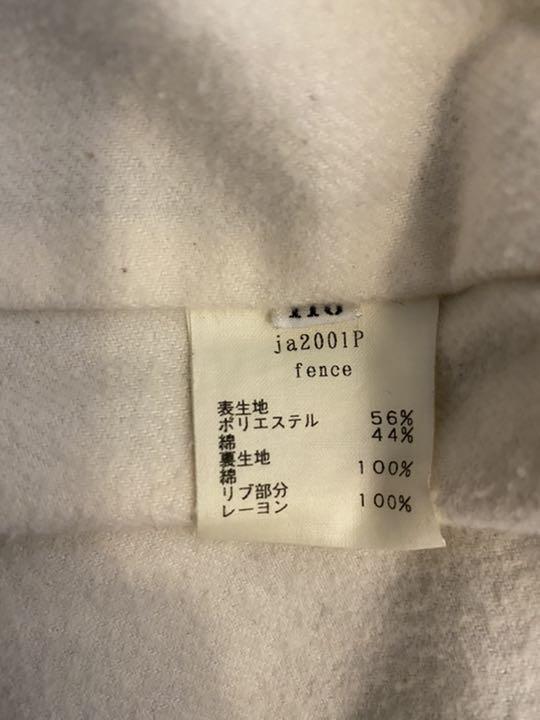 ja2001P
fence
表生地
ポリエステル 56%
綿 44%
裏生地
綿 100%
リブ部分
レーヨン 100%